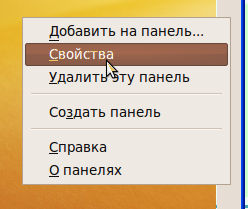 Добавить на панель...
Свойства
Удалить эту панель
Создать панель
Справка
О панелях